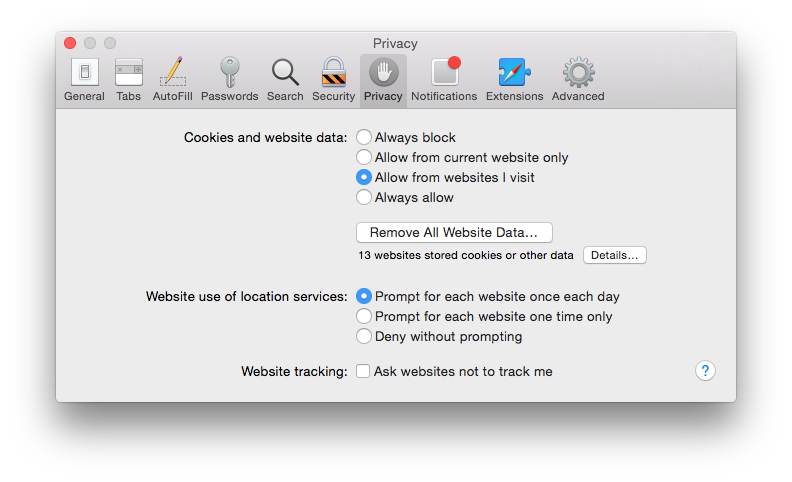 Privacy
General Tabs AutoFill Passwords Search Security Privacy Notifications Extensions Advanced
Cookies and website data: Always block
Allow from current website only
Allow from websites I visit
Always allow
Remove All Website Data...
13 websites stored cookies or other data Details...
Website use of location services: Prompt for each website once each day
Prompt for each website one time only
Deny without prompting
Website tracking: Ask websites not to track me ?